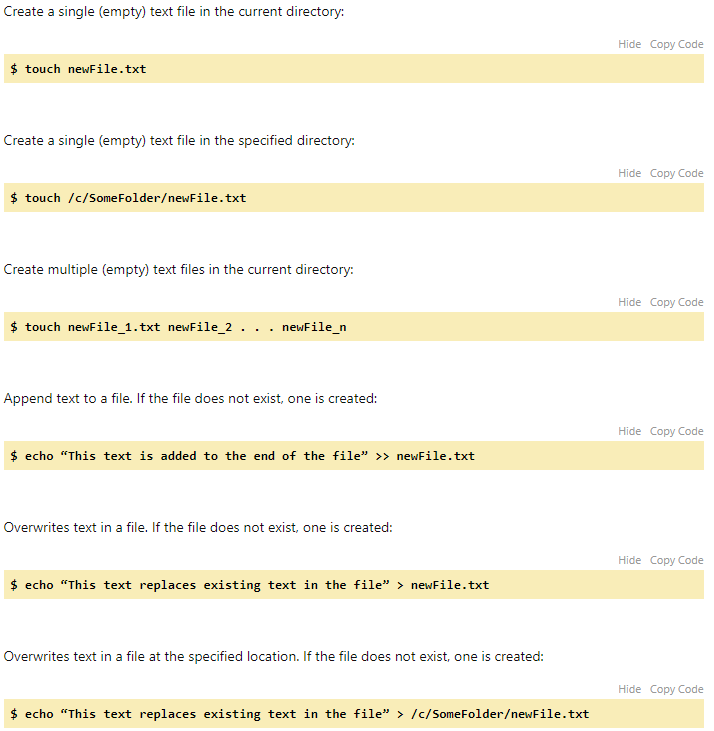 Create a single (empty) text file in the current directory:
Hide Copy Code
$ touch newFile.txt
Create a single (empty) text file in the specified directory:
Hide Copy Code
$ touch /c/SomeFolder/newFile.txt
Create multiple (empty) text files in the current directory:
Hide Copy Code
$ touch newFile_1.txt newFile_2 . . . newFile_n
Append text to a file. If the file does not exist, one is created:
Hide Copy Code
$ echo “This text is added to the end of the file” >> newFile.txt
Overwrites text in a file. If the file does not exist, one is created:
Hide Copy Code
$ echo “This text replaces existing text in the file” > newFile.txt
Overwrites text in a file at the specified location. If the file does not exist, one is created:
Hide Copy Code
$ echo “This text replaces existing text in the file” > /c/SomeFolder/newFile.txt